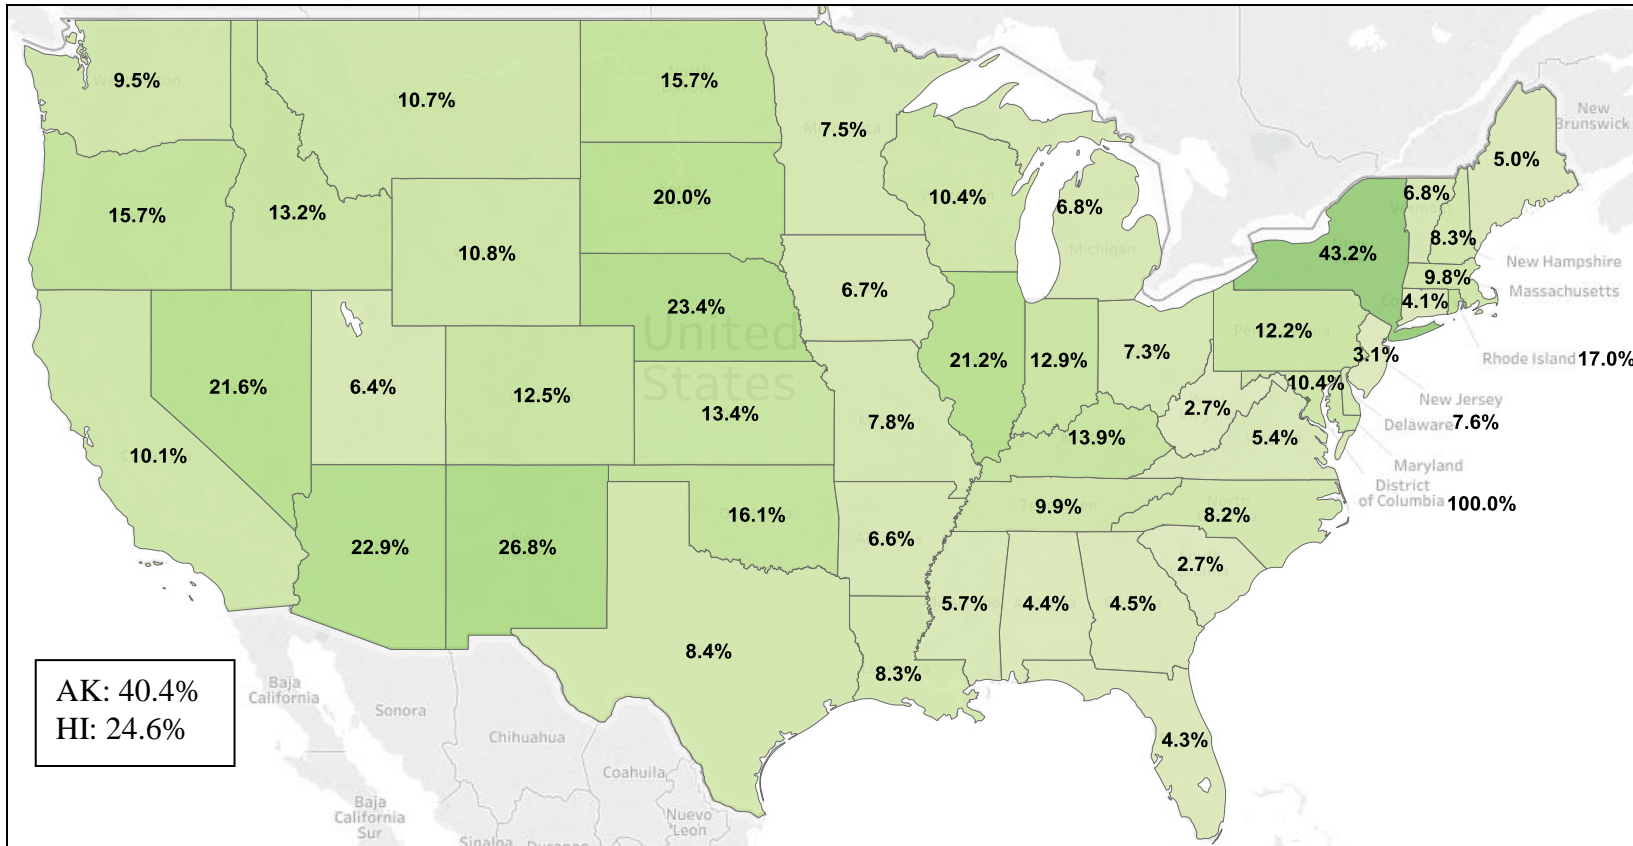 9.5%
10.7%
15.7%
7.5%
New
Brunswick
5.0%
15.7%
13.2%
20.0%
10.4%
6.8%
Michigan
6.8%
Vermont
8.3%
43.2%
10.8%
New Hampshire
9.8%
Massachusetts
6.7%
4.1%
23.4%
United
States
12.2%
3.1%
Rhode Island 17.0%
21.6%
6.4%
12.5%
13.4%
21.2%
12.9%
7.3%
10.4%
New Jersey
Delaware 7.6%
2.7%
7.8%
13.9%
5.4%
10.1%
Maryland
District
of Columbia 100.0%
16.1%
9.9%
8.2%
22.9%
26.8%
6.6%
2.7%
5.7%
4.4%
4.5%
8.4%
8.3%
4.3%
AK: 40.4%
HI: 24.6%
Baja
California
Sonora
Chihuahua
Coahuila
Baja
California
Sur
Nuevo
Leon
Sinaloa
Durango